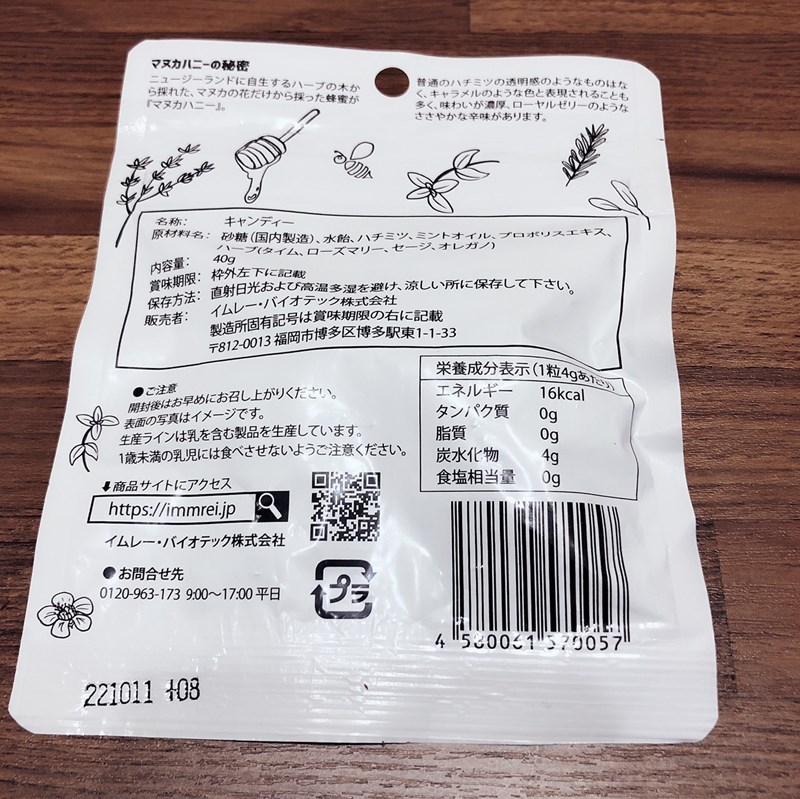 マヌカハニーの秘密
ニュージーランドに自生するハーブの木か
ら採れた、マヌカの花だけから採った蜂蜜が
『マヌカハニー』。
普通のハチミツの透明感のようなものはな
く、キャラメルのような色と表現されることも
多く、味わいが濃厚、ローヤルゼリーのような
ささやかな辛味があります。
名称: キャンディー
原材料名: 砂糖(国内製造)、水飴、ハチミツ、ミントオイル、プロポリスエキス、
ハーブ(タイム、ローズマリー、セージ、オレガノ)
内容量: 40g
賞味期限: 枠外左下に記載
保存方法: 直射日光および高温多湿を避け、涼しい所に保存して下さい。
販売者: イムレー・バイオテック株式会社
製造所固有記号は賞味期限の右に記載
〒812-0013 福岡市博多区博多駅東1-1-33
●ご注意
開封後はお早めにお召し上がりください。
表面の写真はイメージです。
生産ラインは乳を含む製品を生産しています。
1歳未満の乳児には食べさせないようご注意ください。
栄養成分表示(1粒4gあたり)
エネルギー 16kcal
タンパク質 0g
脂質 0g
炭水化物 4g
食塩相当量 0g
⬇商品サイトにアクセス
https://immrei.jp
イムレー・バイオテック株式会社
●お問合せ先
0120-963-173 9:00〜17:00 平日
プラ
4 580061 570057
221011 +08